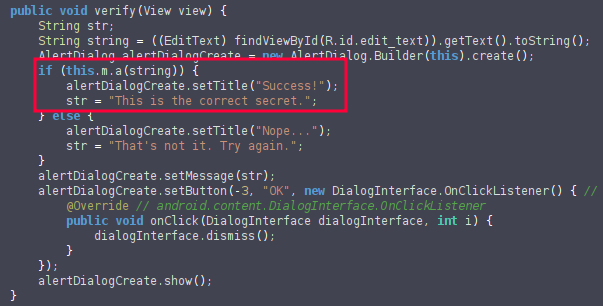 public void verify(View view) {
String str;
String string = ((EditText) findViewById(R.id.edit_text)).getText().toString();
AlertDialog alertDialogCreate = new AlertDialog.Builder(this).create();
if (this.m.a(string)) {
alertDialogCreate.setTitle("Success!");
str = "This is the correct secret.";
} else {
alertDialogCreate.setTitle("Nope...");
str = "That's not it. Try again.";
}
alertDialogCreate.setMessage(str);
alertDialogCreate.setButton(-3, "OK", new DialogInterface.OnClickListener() { //
@Override // android.content.DialogInterface.OnClickListener
public void onClick(DialogInterface dialogInterface, int i) {
dialogInterface.dismiss();
}
});
alertDialogCreate.show();
}